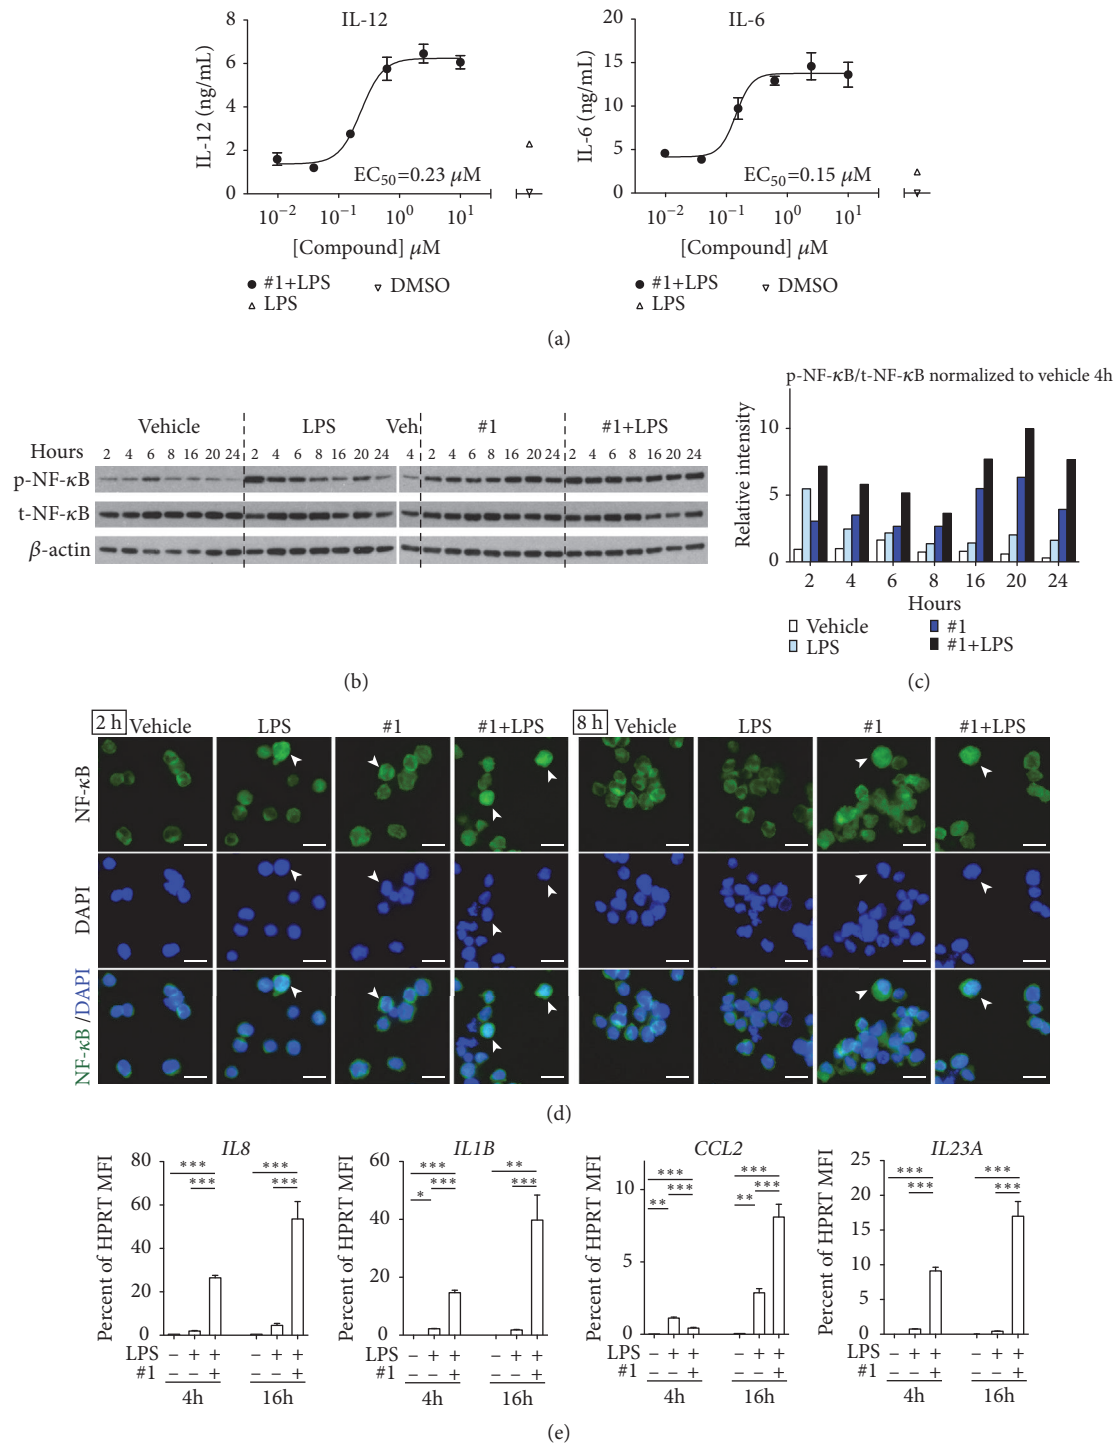 IL-12
IL-12 (ng/mL)
8
6
4
2
0
EC50=0.23 μM
10−2 10−1 100 101
[Compound] μM
#1+LPS
LPS
DMSO
IL-6
IL-6 (ng/mL)
20
15
10
5
0
EC50=0.15 μM
10−2 10−1 100 101
[Compound] μM
#1+LPS
LPS
DMSO
(a)
Vehicle LPS Veh #1 #1+LPS
Hours 2 4 6 8 16 20 24 2 4 6 8 16 20 24 4 2 4 6 8 16 20 24 2 4 6 8 16 20 24
p-NF-κB
t-NF-κB
β-actin
(b)
p-NF-κB/t-NF-κB normalized to vehicle 4h
Relative intensity
10
5
0
2 4 6 8 16 20 24
Hours
Vehicle
LPS
#1
#1+LPS
(c)
2 h Vehicle LPS #1 #1+LPS 8 h Vehicle LPS #1 #1+LPS
NF-κB
DAPI
NF-κB /DAPI
(d)
IL8
Percent of HPRT MFI
80
60
40
20
0
*** ***
*** ***
LPS − + + − + +
#1 − − + − − +
4h 16h
IL1B
Percent of HPRT MFI
60
40
20
0
*** **
*** ***
*
− + + − + +
− − + − − +
4h 16h
CCL2
Percent of HPRT MFI
10
5
0
*** ***
*** ***
** **
LPS − + + − + +
#1 − − + − − +
4h 16h
IL23A
Percent of HPRT MFI
30
25
20
15
10
5
0
*** ***
*** ***
− + + − + +
− − + − − +
4h 16h
(e)